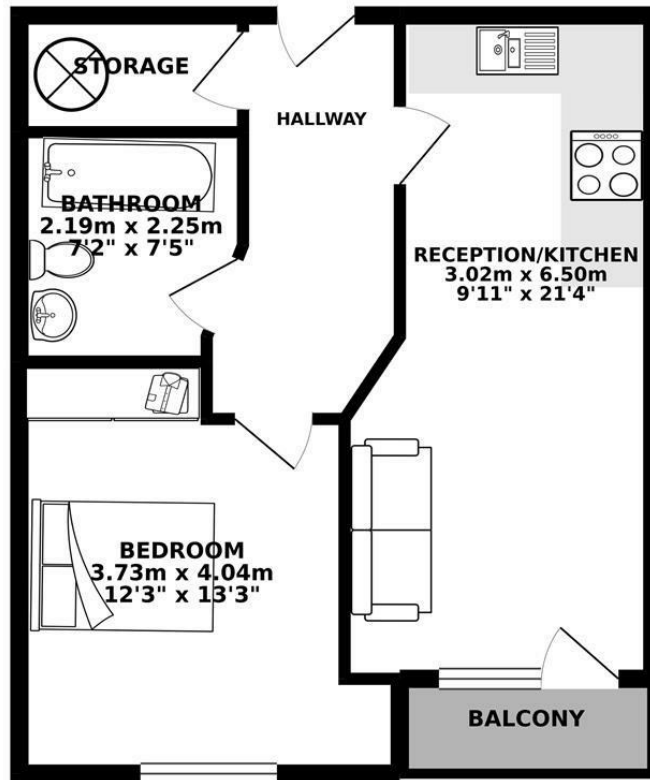 STORAGE
HALLWAY
BATHROOM
2.19m x 2.25m
7'2" x 7'5"
RECEPTION/KITCHEN
3.02m x 6.50m
9'11" x 21'4"
BEDROOM
3.73m x 4.04m
12'3" x 13'3"
BALCONY